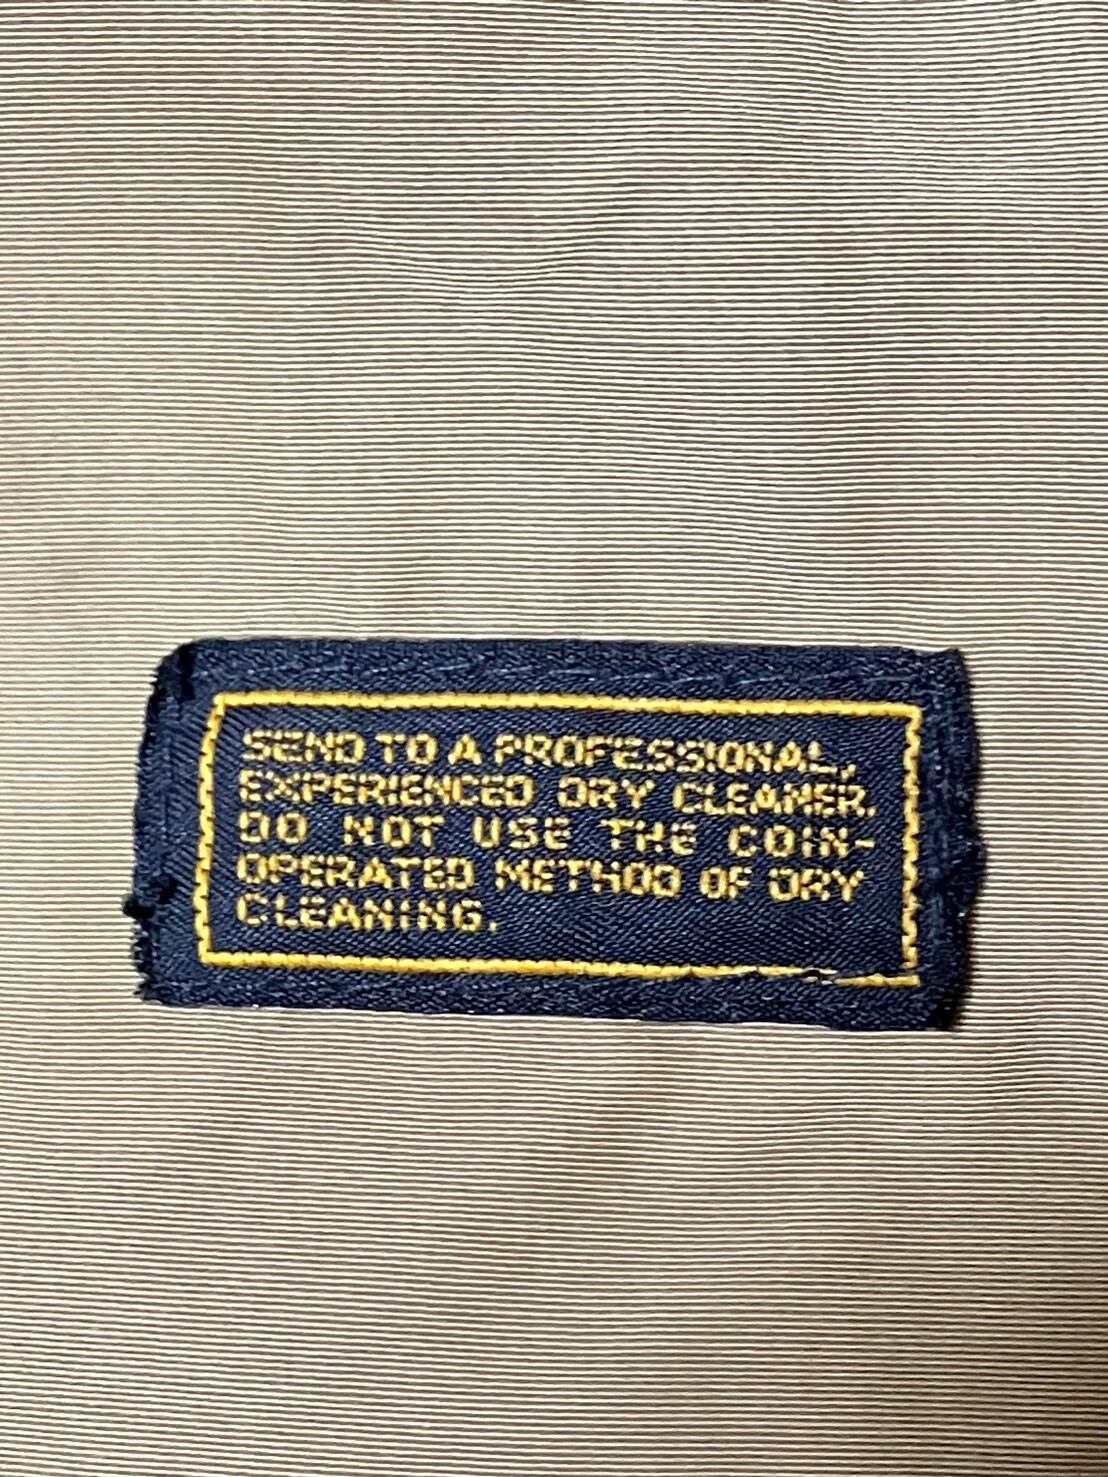 SEND TO A PROFESSIONAL,
EXPERIENCED DRY CLEANER.
DO NOT USE THE COIN-
OPERATED METHOD OF DRY
CLEANING.